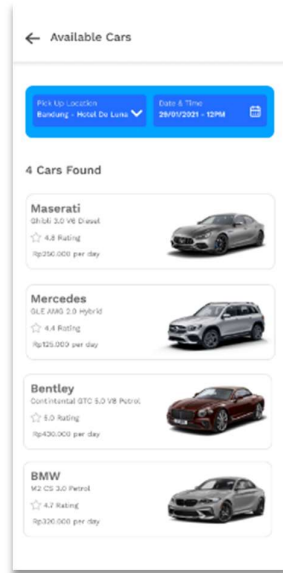 Available Cars
Pick Up Location
Bandung - Hotel De Luna
Date & Time
29/01/2021 - 12PM
4 Cars Found
Maserati
Ghibli 3.0 V6 Diesel
4.8 Rating
Rp250.000 per day
Mercedes
GLE AMG 2.0 Hybrid
4.4 Rating
Rp125.000 per day
Bentley
Continental GTC 5.0 V8 Petrol
5.0 Rating
Rp430.000 per day
BMW
M2 CS 3.0 Petrol
4.7 Rating
Rp320.000 per day